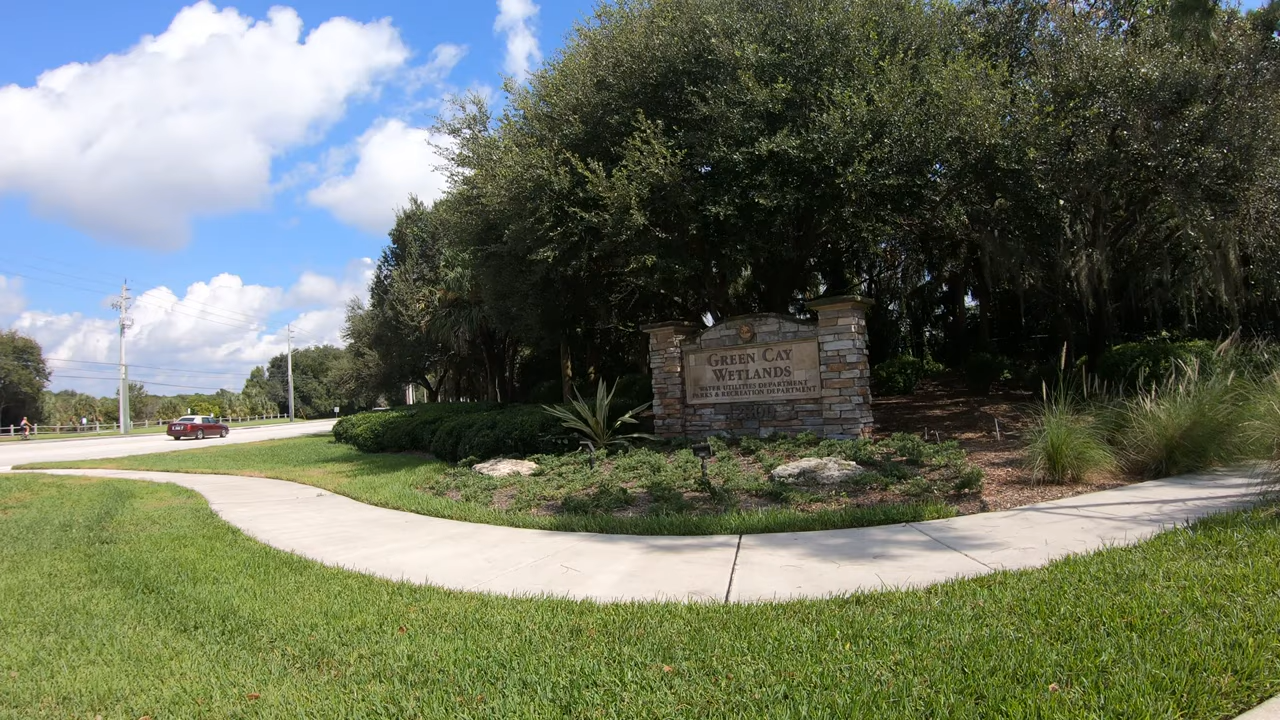 GREEN CAY
WETLANDS
WATER UTILITIES DEPARTMENT
PARKS & RECREATION DEPARTMENT